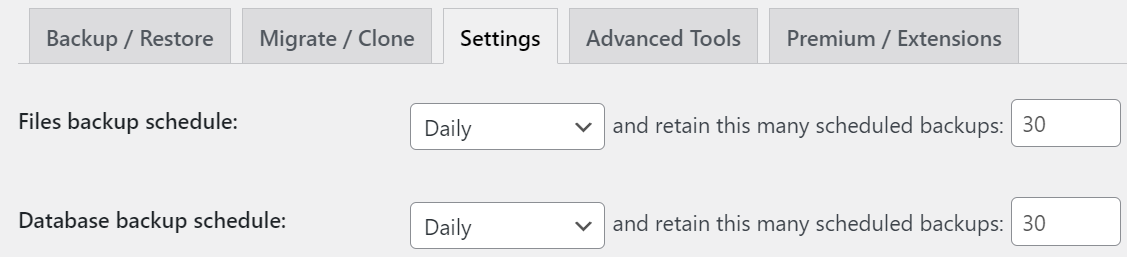 Backup / Restore Migrate / Clone Settings Advanced Tools Premium / Extensions
Files backup schedule: Daily and retain this many scheduled backups: 30
Database backup schedule: Daily and retain this many scheduled backups: 30